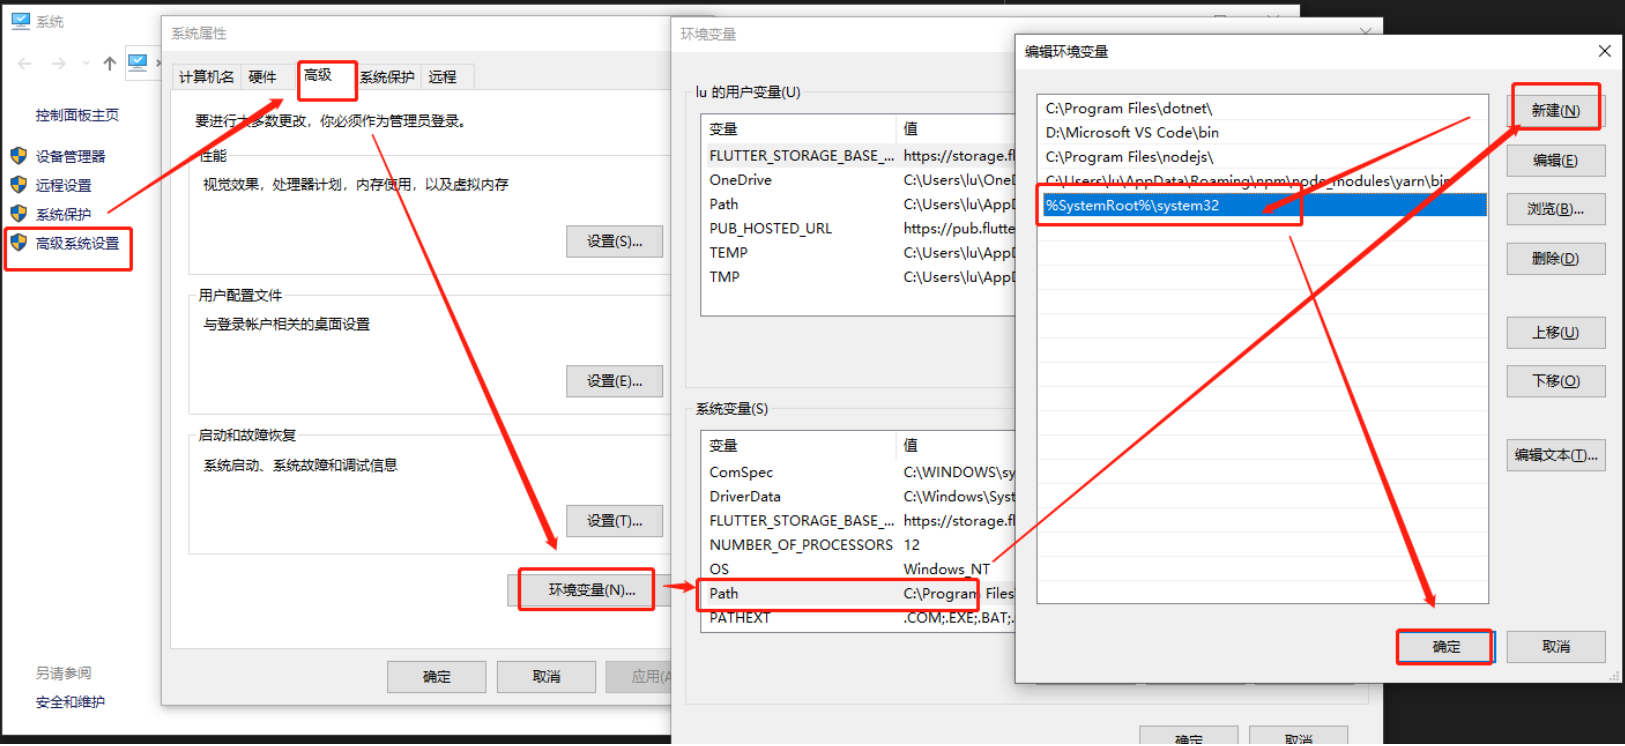 系统
控制面板主页
设备管理器
远程设置
系统保护
高级系统设置
另请参阅
安全和维护
系统属性
计算机名
硬件
高级
系统保护
远程
要进行大多数更改，你必须作为管理员登录。
性能
视觉效果，处理器计划，内存使用，以及虚拟内存
设置(S)...
用户配置文件
与登录帐户相关的桌面设置
设置(E)...
启动和故障恢复
系统启动、系统故障和调试信息
设置(T)...
环境变量(N)...
确定
取消
应用(A
环境变量
lu 的用户变量(U)
变量 值
FLUTTER_STORAGE_BASE_... https://storage.fl
OneDrive C:\Users\lu\OneD
Path C:\Users\lu\AppD
PUB_HOSTED_URL https://pub.flutte
TEMP C:\Users\lu\AppD
TMP C:\Users\lu\AppD
系统变量(S)
变量 值
ComSpec C:\WINDOWS\sy
DriverData C:\Windows\Syst
FLUTTER_STORAGE_BASE_... https://storage.fl
NUMBER_OF_PROCESSORS 12
OS Windows_NT
Path C:\Program Files
PATHEXT .COM;.EXE;.BAT;.
确定
取消
编辑环境变量
C:\Program Files\dotnet\
D:\Microsoft VS Code\bin
C:\Program Files\nodejs\
C:\Users\lu\AppData\Roaming\npm\node_modules\yarn\bin
%SystemRoot%\system32
新建(N)
编辑(E)
浏览(B)...
删除(D)
上移(U)
下移(O)
编辑文本(T)...
确定
取消